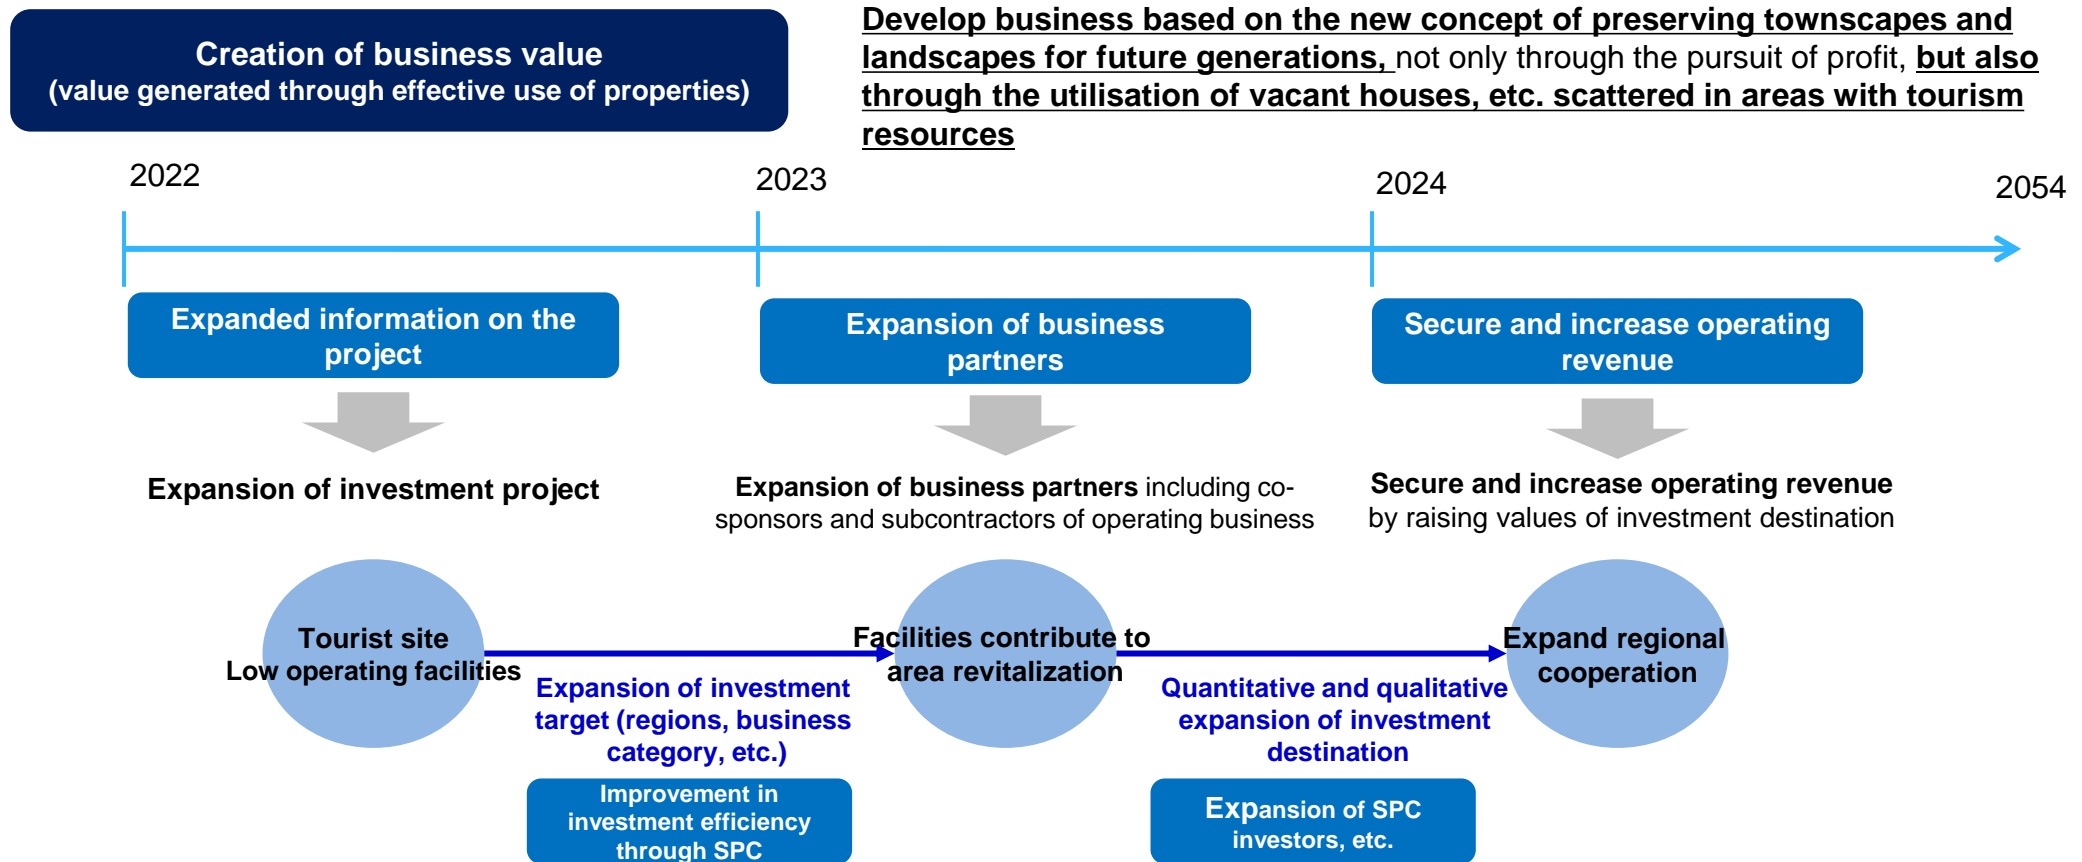 Creation of business value
(value generated through effective use of properties)
Develop business based on the new concept of preserving townscapes and
landscapes for future generations, not only through the pursuit of profit, but also
through the utilisation of vacant houses, etc. scattered in areas with tourism
resources
2022
2023
2024
2054
Expanded information on the
project
Expansion of business
partners
Secure and increase operating
revenue
Expansion of investment project
Expansion of business partners including co-
sponsors and subcontractors of operating business
Secure and increase operating revenue
by raising values of investment destination
Tourist site
Low operating facilities
Facilities contribute to
area revitalization
Expand regional
cooperation
Expansion of investment
target (regions, business
category, etc.)
Quantitative and qualitative
expansion of investment
destination
Improvement in
investment efficiency
through SPC
Expansion of SPC
investors, etc.